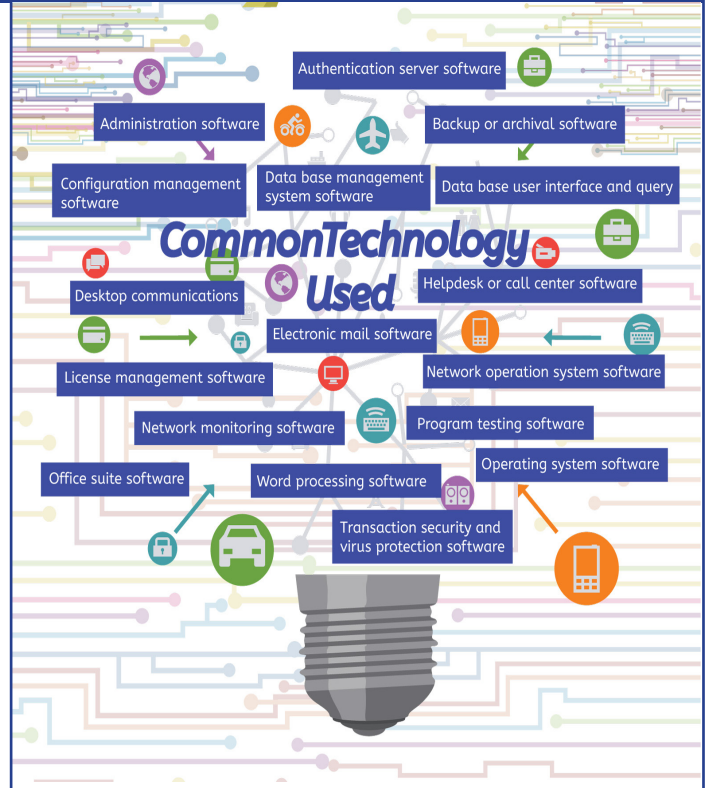 Authentication server software
Administration software
Backup or archival software
Configuration management
software
Data base management
system software
Data base user interface and query
CommonTechnology
Used
Desktop communications
Helpdesk or call center software
Electronic mail software
License management software
Network operation system software
Network monitoring software
Program testing software
Office suite software
Word processing software
Operating system software
Transaction security and
virus protection software